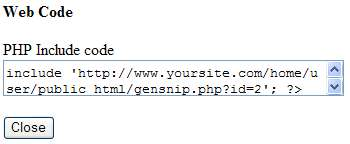 Web Code
PHP Include code
include 'http://www.yoursite.com/home/u
ser/public_html/gensnip.php?id=2'; ?>
Close